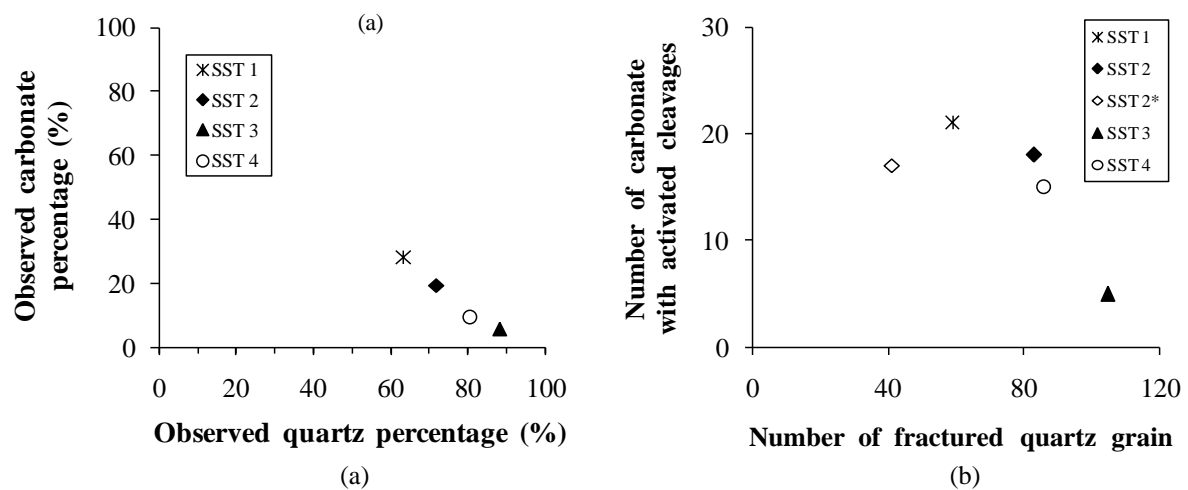 (a)
100
80
60
40
20
0
SST 1
SST 2
SST 3
SST 4
Observed carbonate
percentage (%)
0 20 40 60 80 100
Observed quartz percentage (%)
(a)
30
20
10
0
SST 1
SST 2
SST 2*
SST 3
SST 4
Number of carbonate
with activated cleavages
0 40 80 120
Number of fractured quartz grain
(b)